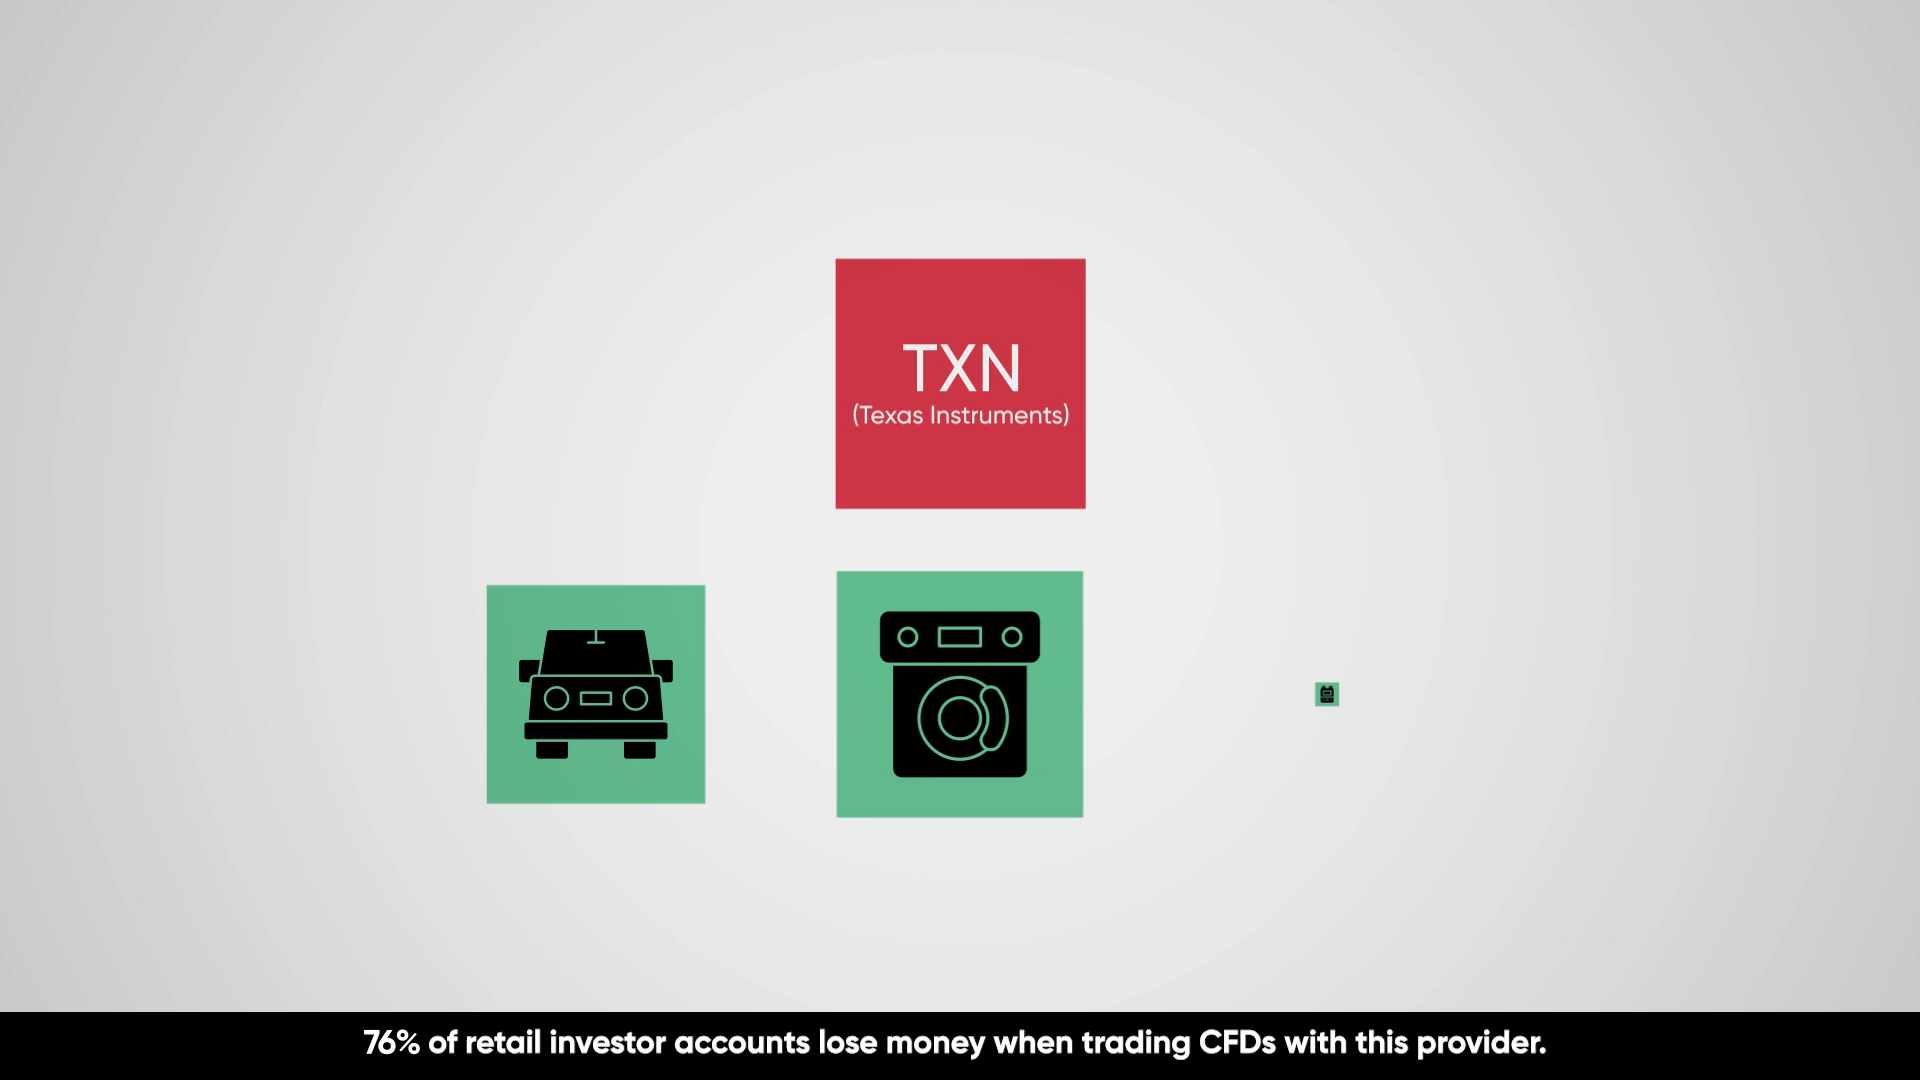 TXN
(Texas Instruments)
76% of retail investor accounts lose money when trading CFDs with this provider.